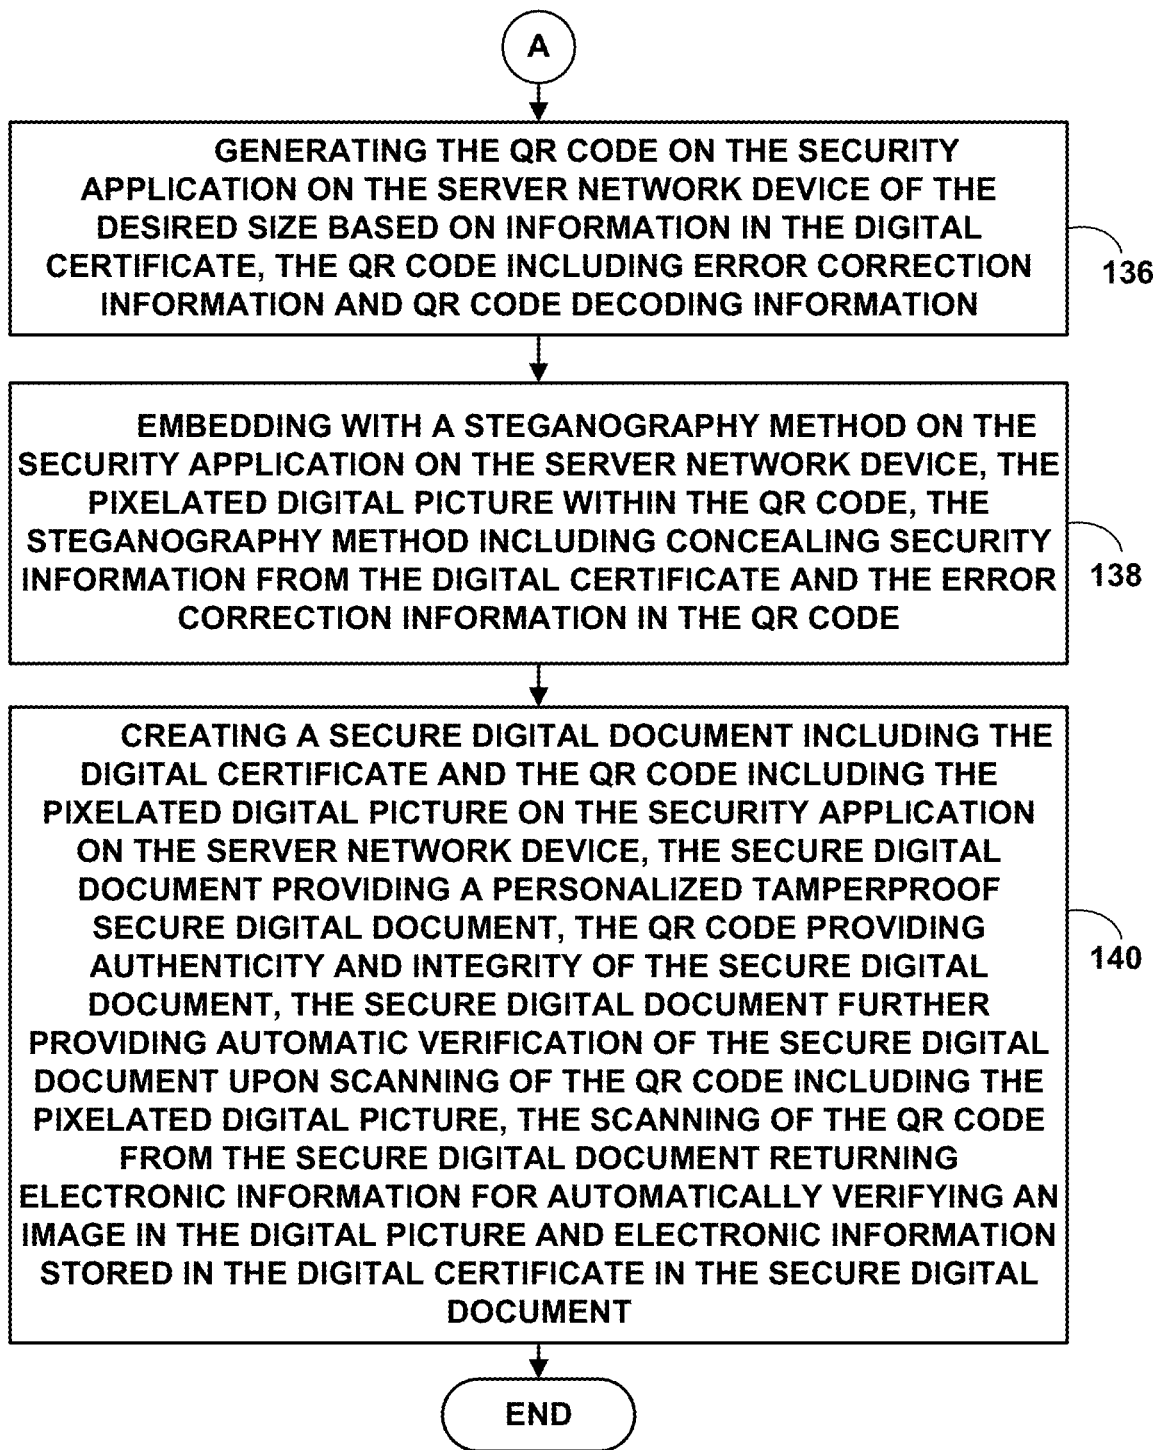 A
GENERATING THE QR CODE ON THE SECURITY
APPLICATION ON THE SERVER NETWORK DEVICE OF THE
DESIRED SIZE BASED ON INFORMATION IN THE DIGITAL
CERTIFICATE, THE QR CODE INCLUDING ERROR CORRECTION
INFORMATION AND QR CODE DECODING INFORMATION
136
EMBEDDING WITH A STEGANOGRAPHY METHOD ON THE
SECURITY APPLICATION ON THE SERVER NETWORK DEVICE, THE
PIXELATED DIGITAL PICTURE WITHIN THE QR CODE, THE
STEGANOGRAPHY METHOD INCLUDING CONCEALING SECURITY
INFORMATION FROM THE DIGITAL CERTIFICATE AND THE ERROR
CORRECTION INFORMATION IN THE QR CODE
138
CREATING A SECURE DIGITAL DOCUMENT INCLUDING THE
DIGITAL CERTIFICATE AND THE QR CODE INCLUDING THE
PIXELATED DIGITAL PICTURE ON THE SECURITY APPLICATION
ON THE SERVER NETWORK DEVICE, THE SECURE DIGITAL
DOCUMENT PROVIDING A PERSONALIZED TAMPERPROOF
SECURE DIGITAL DOCUMENT, THE QR CODE PROVIDING
AUTHENTICITY AND INTEGRITY OF THE SECURE DIGITAL
DOCUMENT, THE SECURE DIGITAL DOCUMENT FURTHER
PROVIDING AUTOMATIC VERIFICATION OF THE SECURE DIGITAL
DOCUMENT UPON SCANNING OF THE QR CODE INCLUDING THE
PIXELATED DIGITAL PICTURE, THE SCANNING OF THE QR CODE
FROM THE SECURE DIGITAL DOCUMENT RETURNING
ELECTRONIC INFORMATION FOR AUTOMATICALLY VERIFYING AN
IMAGE IN THE DIGITAL PICTURE AND ELECTRONIC INFORMATION
STORED IN THE DIGITAL CERTIFICATE IN THE SECURE DIGITAL
DOCUMENT
140
END